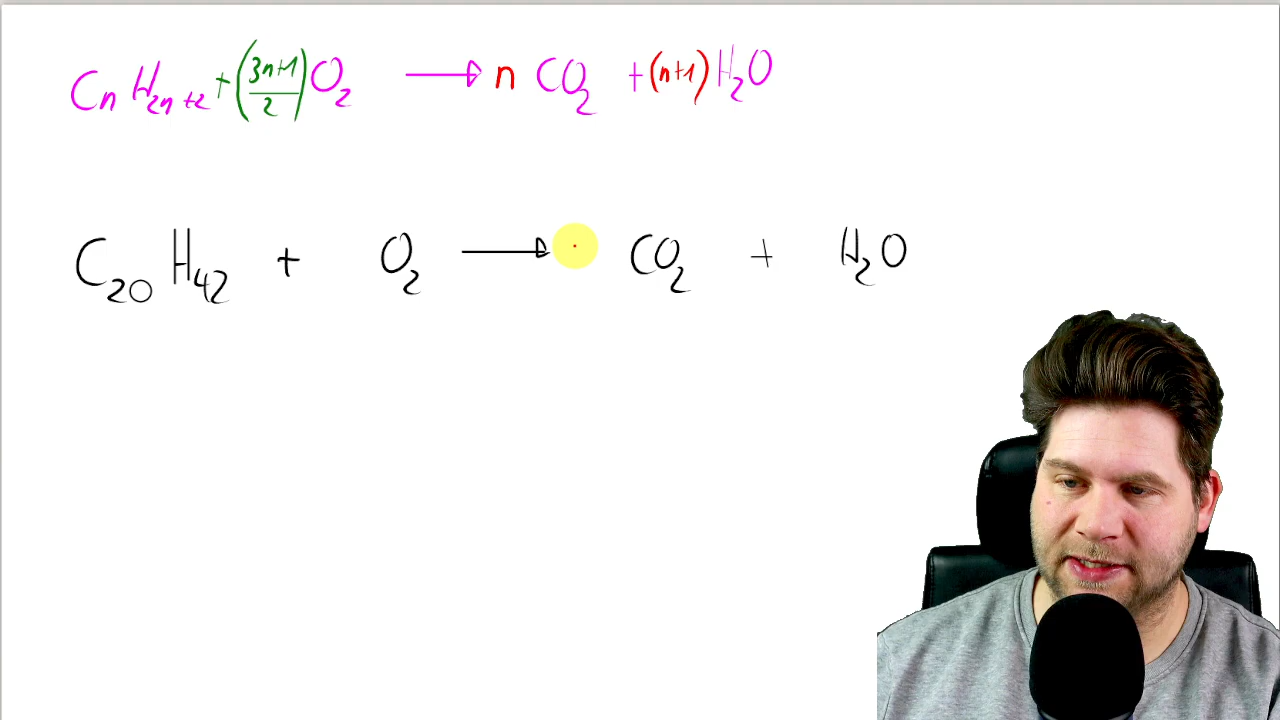 CnH₂ₙ₊₂ + (3n+1/2) O₂ → n CO₂ + (n+1) H₂O
C₂₀H₄₂ + O₂ → CO₂ + H₂O